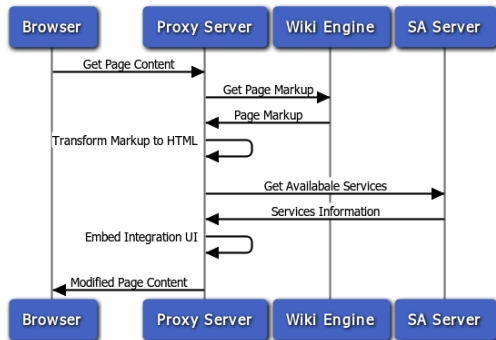 Browser Proxy Server Wiki Engine SA Server
Get Page Content
Get Page Markup
Page Markup
Transform Markup to HTML
Get Availabale Services
Services Information
Embed Integration UI
Modified Page Content
Browser Proxy Server Wiki Engine SA Server